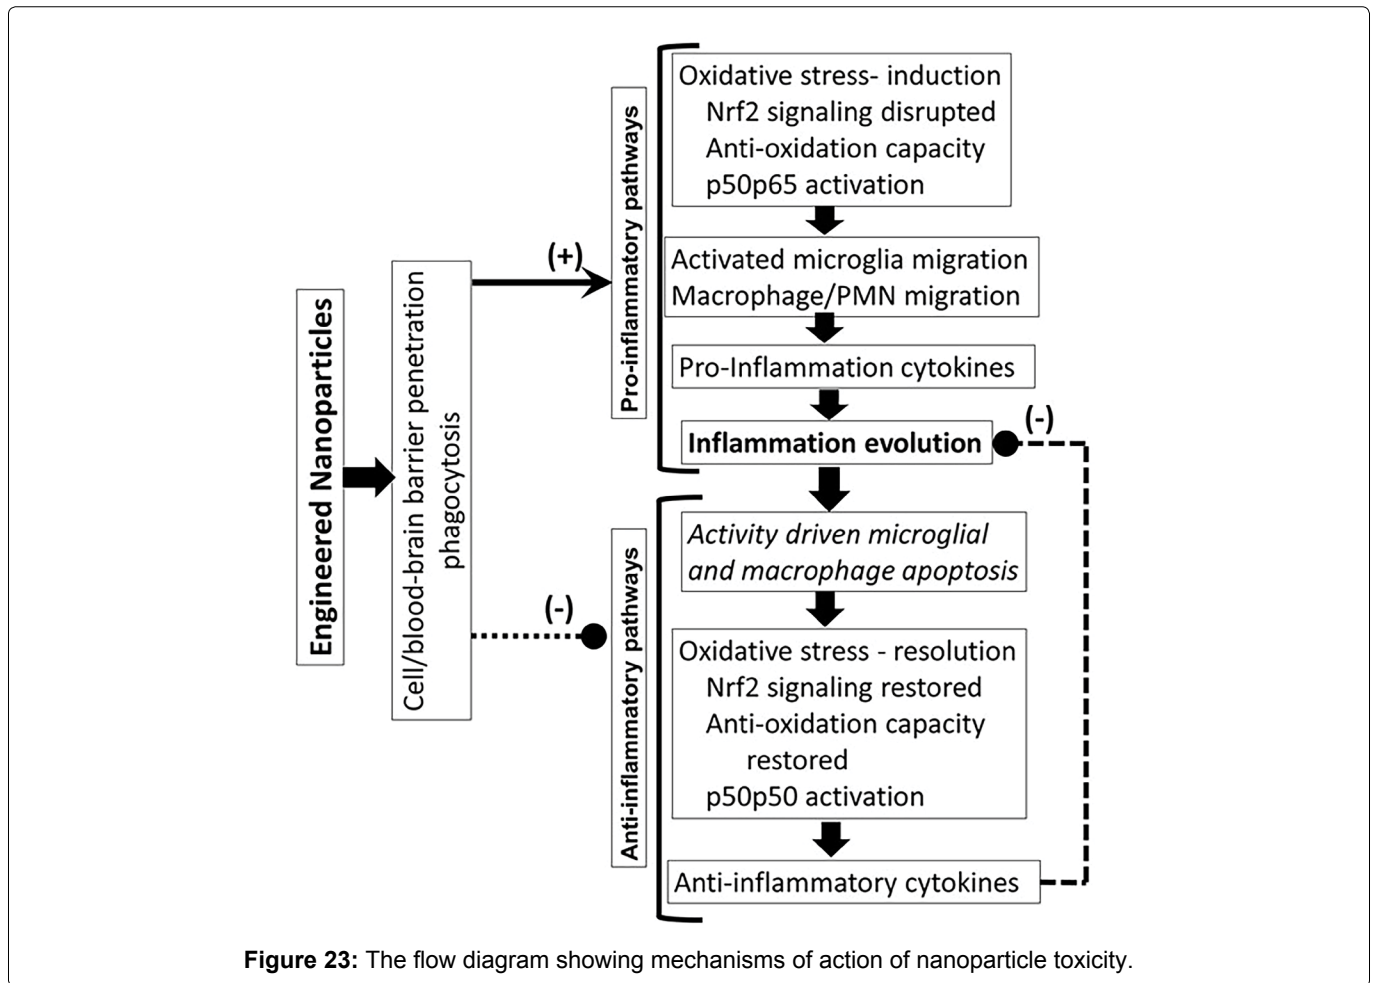 Engineered Nanoparticles
Cell/blood-brain barrier penetration
phagocytosis
(+)
(-)
Pro-inflammatory pathways
Oxidative stress- induction
Nrf2 signaling disrupted
Anti-oxidation capacity
p50p65 activation
Activated microglia migration
Macrophage/PMN migration
Pro-Inflammation cytokines
Inflammation evolution
(-)
Anti-inflammatory pathways
Activity driven microglial
and macrophage apoptosis
Oxidative stress - resolution
Nrf2 signaling restored
Anti-oxidation capacity
restored
p50p50 activation
Anti-inflammatory cytokines
Figure 23: The flow diagram showing mechanisms of action of nanoparticle toxicity.